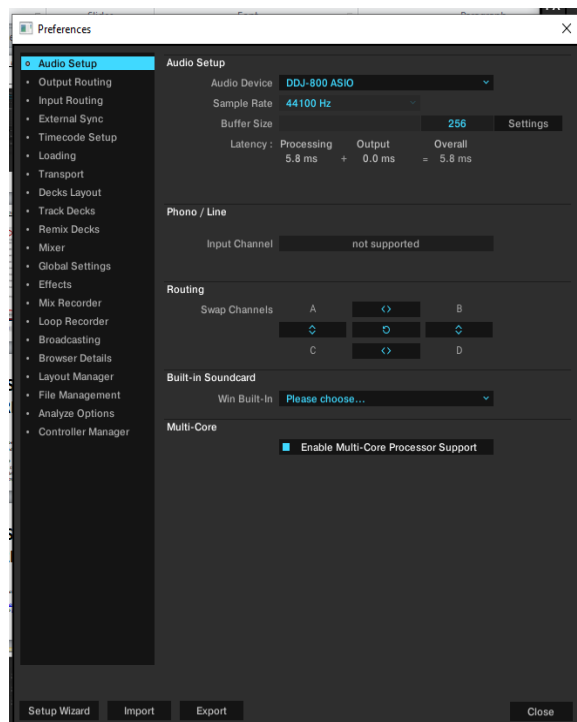 Preferences
Audio Setup
Output Routing
Input Routing
External Sync
Timecode Setup
Loading
Transport
Decks Layout
Track Decks
Remix Decks
Mixer
Global Settings
Effects
Mix Recorder
Loop Recorder
Broadcasting
Browser Details
Layout Manager
File Management
Analyze Options
Controller Manager
Audio Setup
Audio Device DDJ-800 ASIO
Sample Rate 44100 Hz
Buffer Size 256 Settings
Latency : Processing Output Overall
5.8 ms + 0.0 ms = 5.8 ms
Phono / Line
Input Channel not supported
Routing
Swap Channels A B
C D
Built-in Soundcard
Win Built-In Please choose...
Multi-Core
Enable Multi-Core Processor Support
Setup Wizard Import Export Close